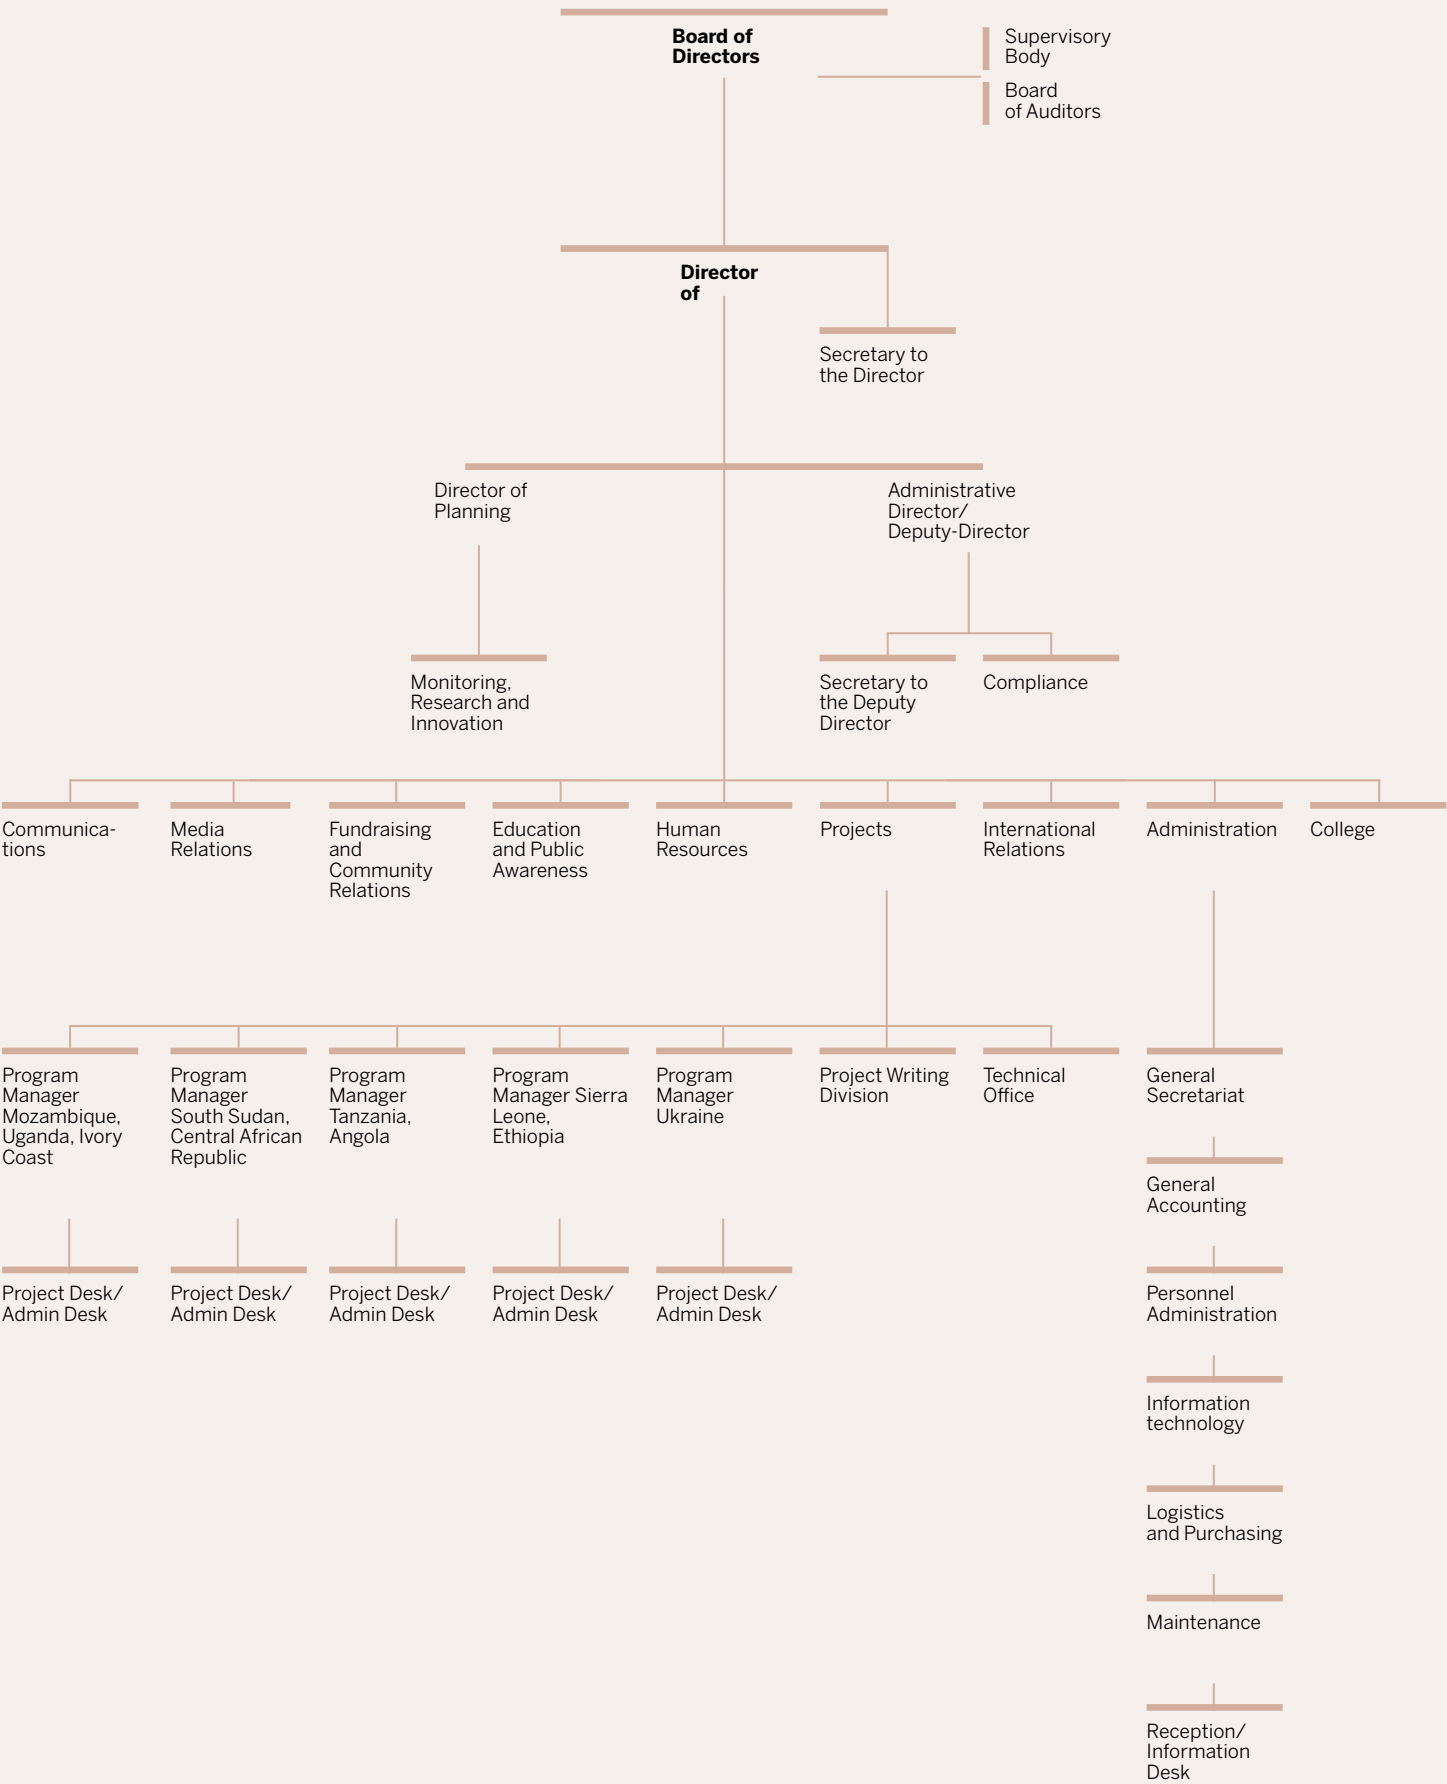 Board of
Directors
Supervisory
Body
Board
of Auditors
Director
of
Secretary to
the Director
Director of
Planning
Administrative
Director/
Deputy-Director
Monitoring,
Research and
Innovation
Secretary to
the Deputy
Director
Compliance
Communica-
tions
Media
Relations
Fundraising
and
Community
Relations
Education
and Public
Awareness
Human
Resources
Projects
International
Relations
Administration
College
Program
Manager
Mozambique,
Uganda, Ivory
Coast
Program
Manager
South Sudan,
Central African
Republic
Program
Manager
Tanzania,
Angola
Program
Manager Sierra
Leone,
Ethiopia
Program
Manager
Ukraine
Project Writing
Division
Technical
Office
General
Secretariat
General
Accounting
Project Desk/
Admin Desk
Project Desk/
Admin Desk
Project Desk/
Admin Desk
Project Desk/
Admin Desk
Project Desk/
Admin Desk
Personnel
Administration
Information
technology
Logistics
and Purchasing
Maintenance
Reception/
Information
Desk